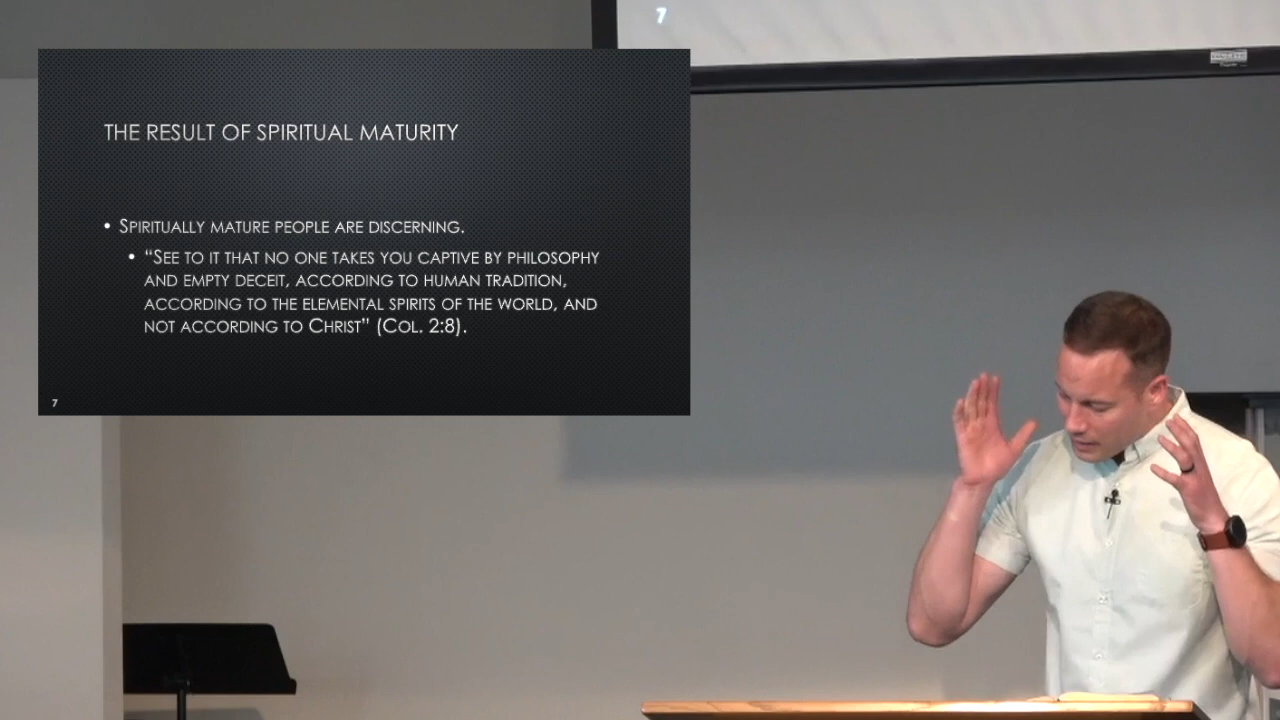 7
THE RESULT OF SPIRITUAL MATURITY
• SPIRITUALLY MATURE PEOPLE ARE DISCERNING.
• “SEE TO IT THAT NO ONE TAKES YOU CAPTIVE BY PHILOSOPHY
AND EMPTY DECEIT, ACCORDING TO HUMAN TRADITION,
ACCORDING TO THE ELEMENTAL SPIRITS OF THE WORLD, AND
NOT ACCORDING TO CHRIST” (COL. 2:8).
7